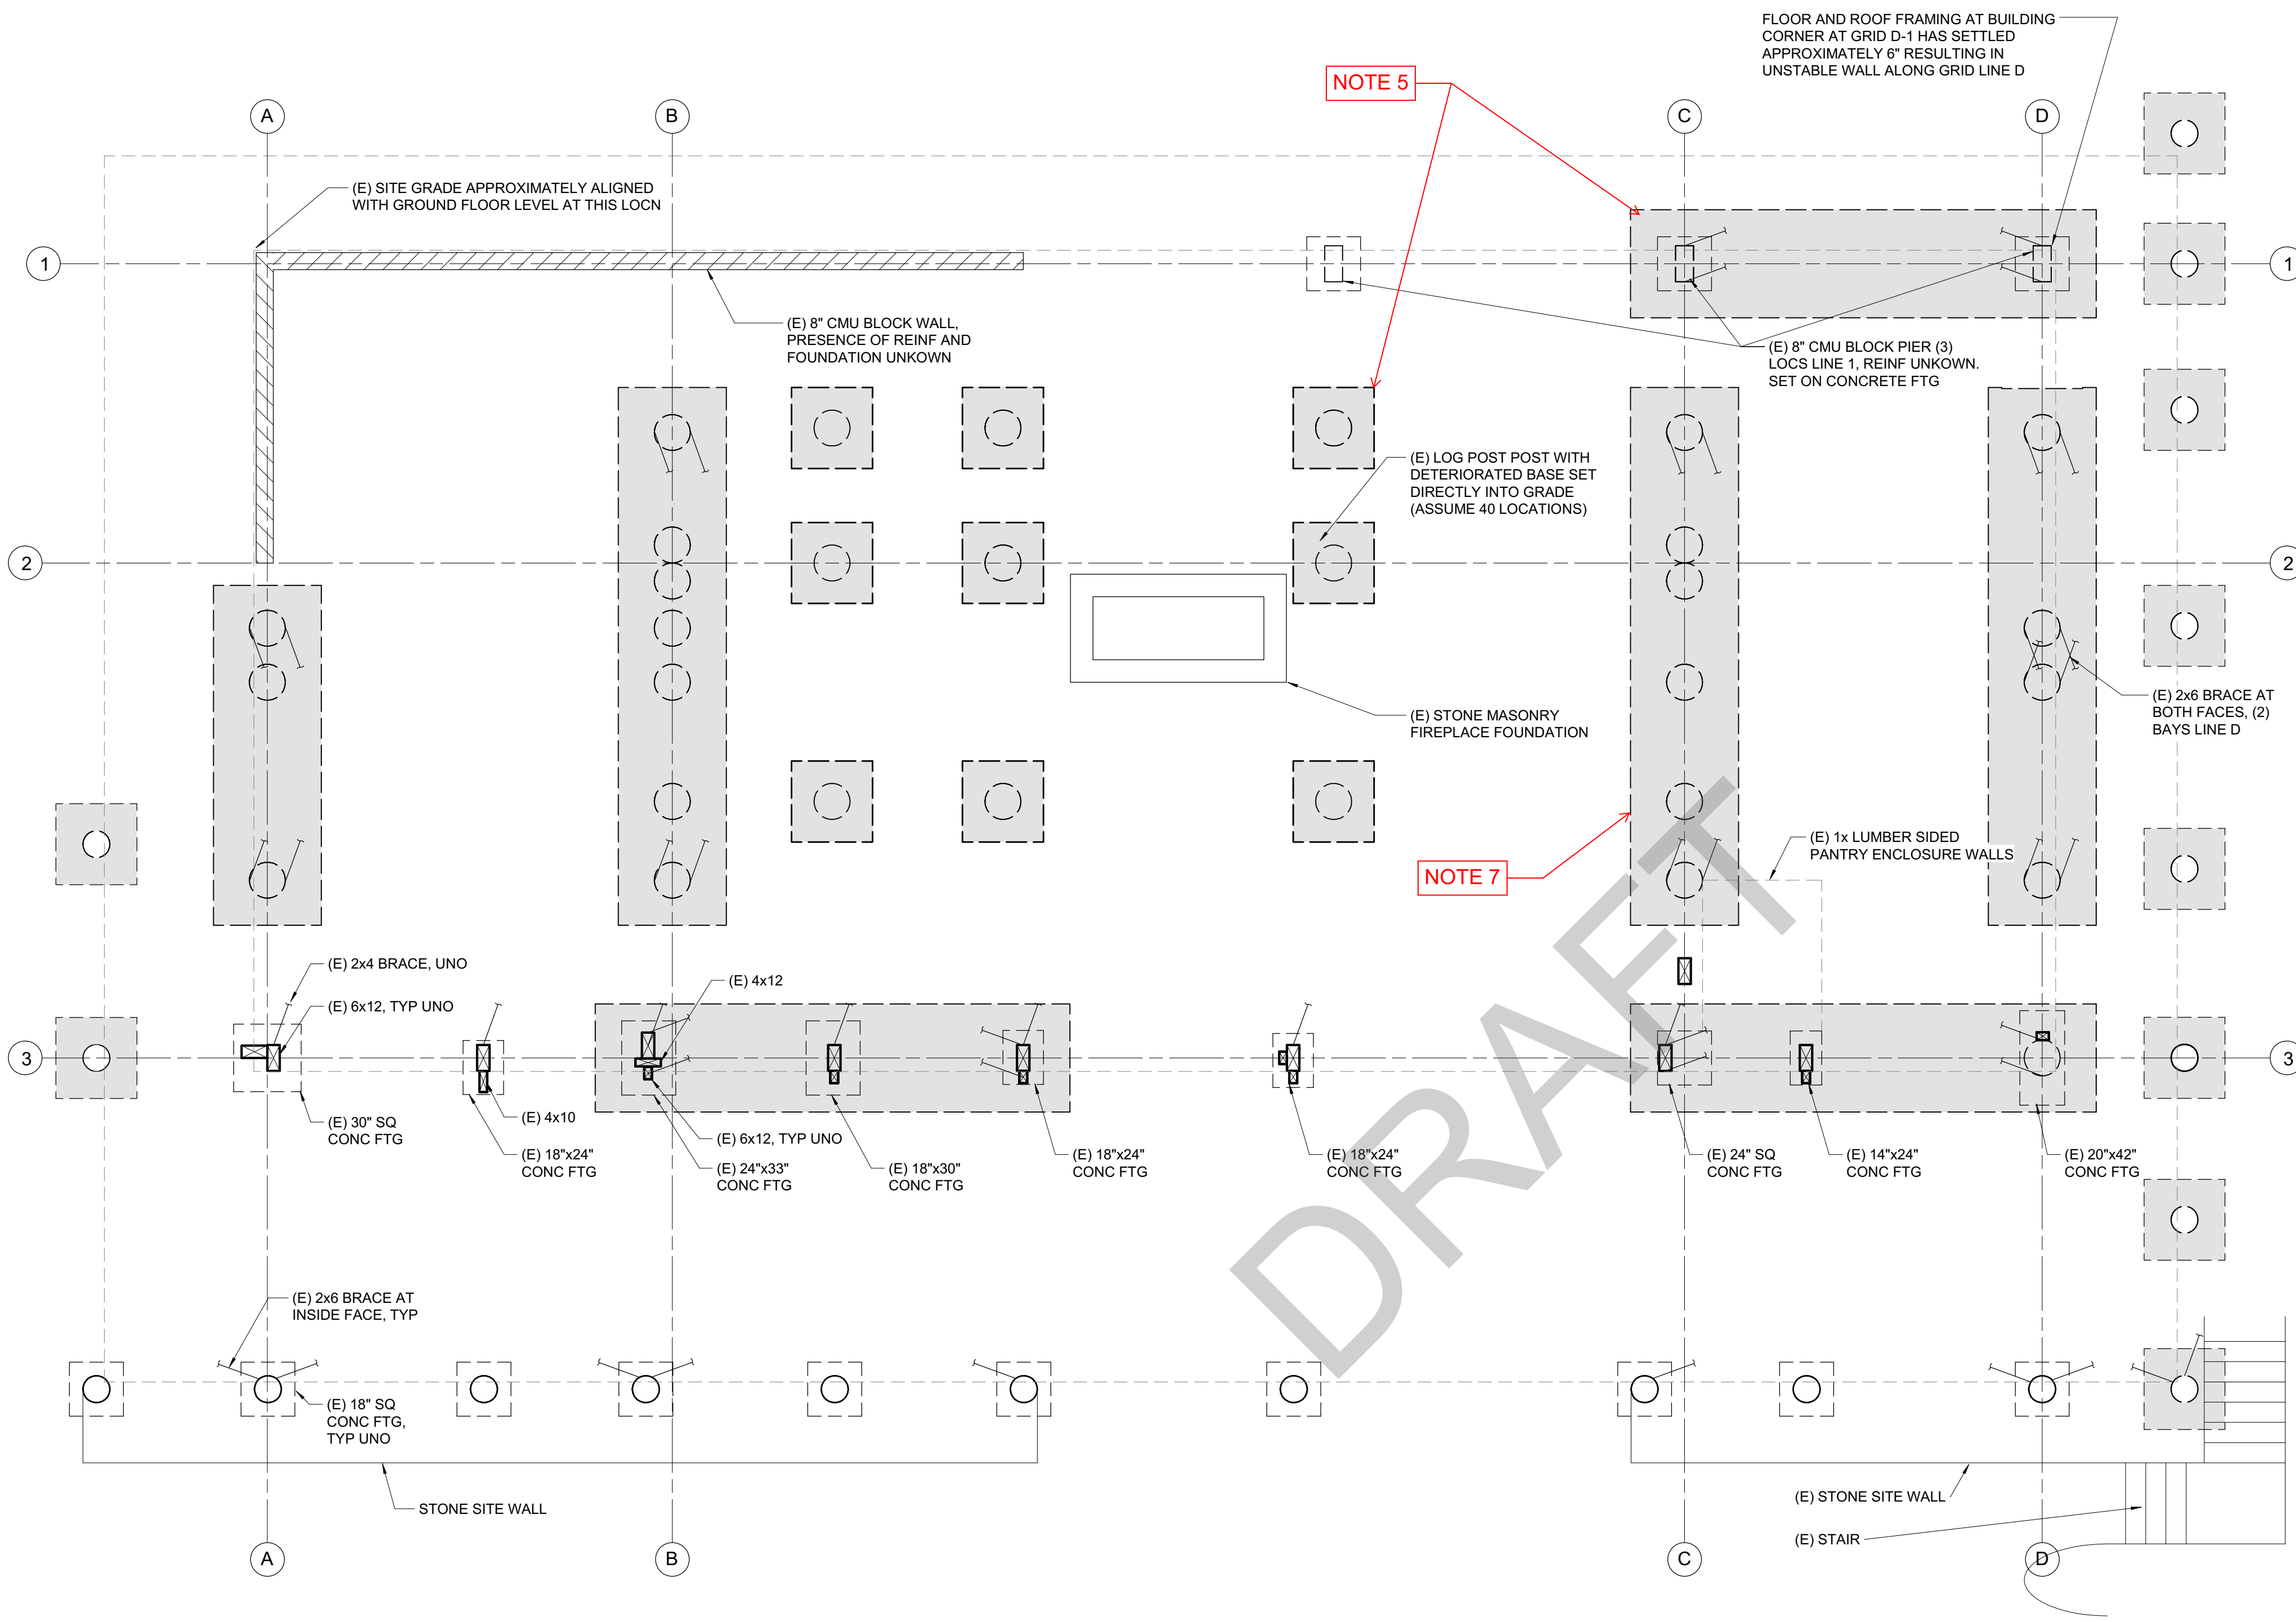 FLOOR AND ROOF FRAMING AT BUILDING
CORNER AT GRID D-1 HAS SETTLED
APPROXIMATELY 6" RESULTING IN
UNSTABLE WALL ALONG GRID LINE D
NOTE 5
A
B
C
D
(E) SITE GRADE APPROXIMATELY ALIGNED
WITH GROUND FLOOR LEVEL AT THIS LOCN
1
1
(E) 8" CMU BLOCK WALL,
PRESENCE OF REINF AND
FOUNDATION UNKOWN
(E) 8" CMU BLOCK PIER (3)
LOCS LINE 1, REINF UNKOWN.
SET ON CONCRETE FTG
(E) LOG POST POST WITH
DETERIORATED BASE SET
DIRECTLY INTO GRADE
(ASSUME 40 LOCATIONS)
2
2
(E) STONE MASONRY
FIREPLACE FOUNDATION
(E) 2x6 BRACE AT
BOTH FACES, (2)
BAYS LINE D
(E) 1x LUMBER SIDED
PANTRY ENCLOSURE WALLS
NOTE 7
(E) 2x4 BRACE, UNO
(E) 6x12, TYP UNO
(E) 4x12
3
3
(E) 30" SQ
CONC FTG
(E) 4x10
(E) 18"x24"
CONC FTG
(E) 6x12, TYP UNO
(E) 24"x33"
CONC FTG
(E) 18"x30"
CONC FTG
(E) 18"x24"
CONC FTG
(E) 18"x24"
CONC FTG
(E) 24" SQ
CONC FTG
(E) 14"x24"
CONC FTG
(E) 20"x42"
CONC FTG
DRAFT
(E) 2x6 BRACE AT
INSIDE FACE, TYP
(E) 18" SQ
CONC FTG,
TYP UNO
STONE SITE WALL
(E) STONE SITE WALL
(E) STAIR
A
B
C
D